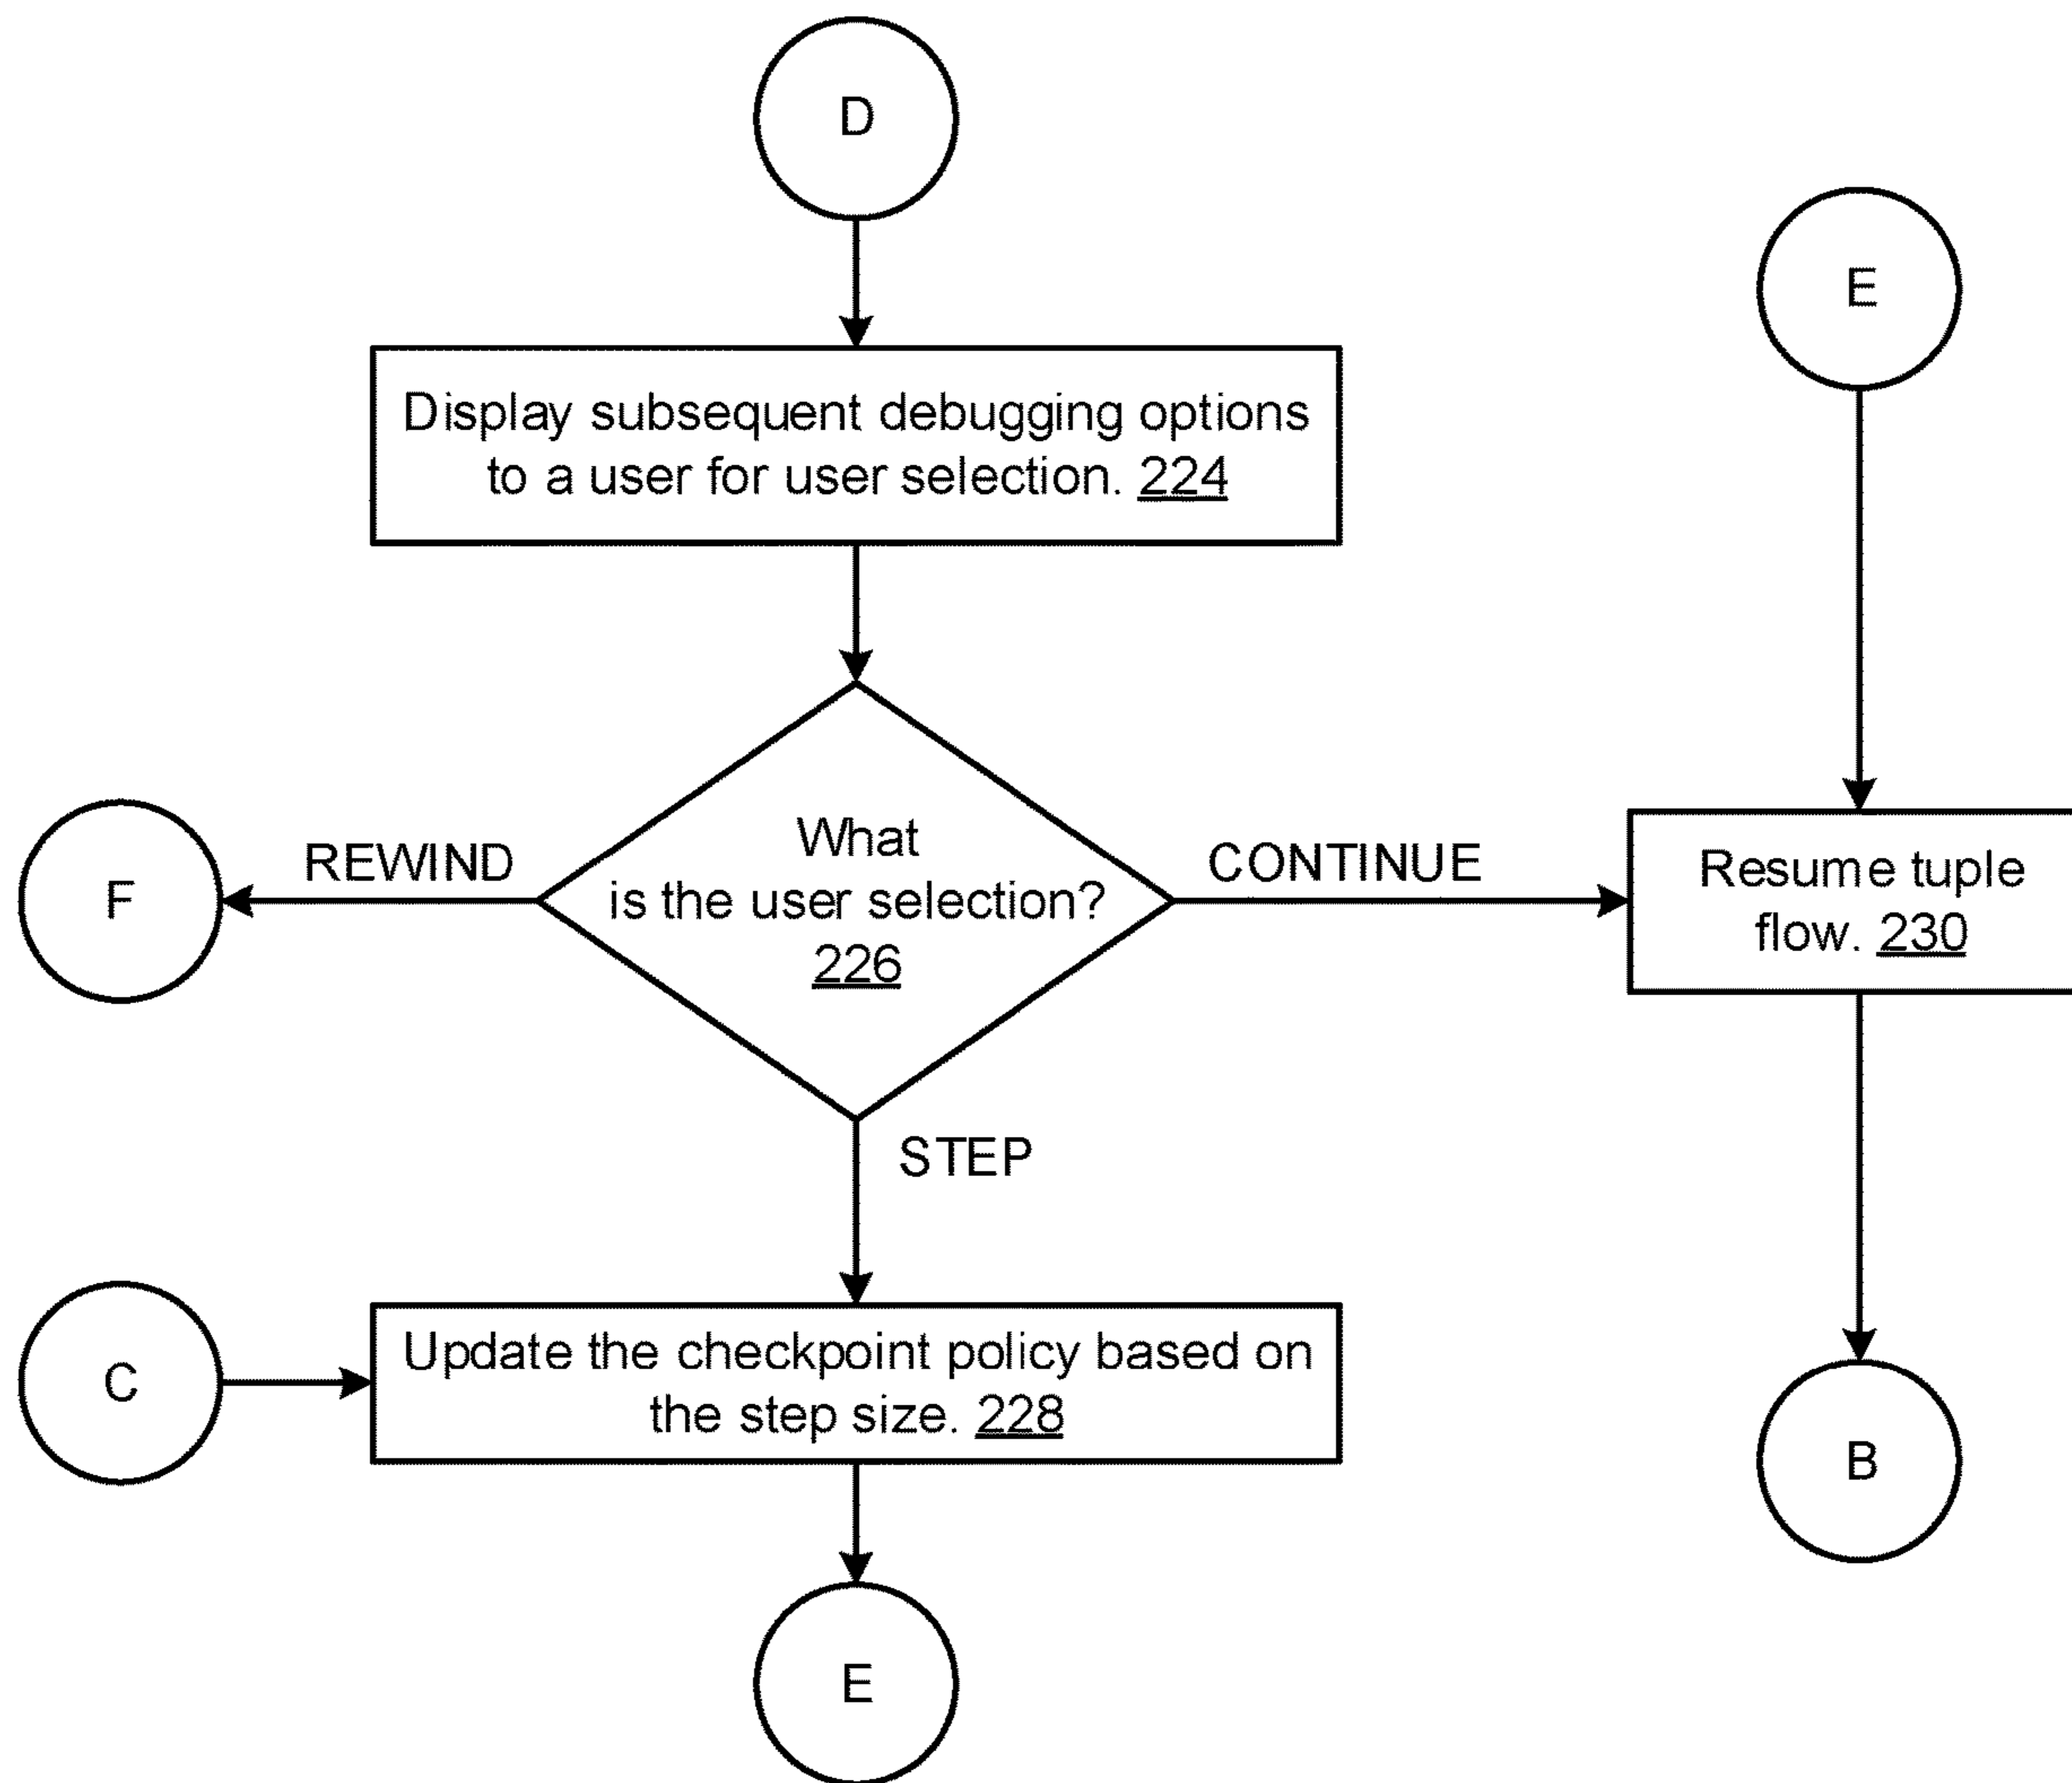 D
E
Display subsequent debugging options
to a user for user selection. 224
What
is the user selection?
226
REWIND
F
CONTINUE
Resume tuple
flow. 230
STEP
C
Update the checkpoint policy based on
the step size. 228
B
E